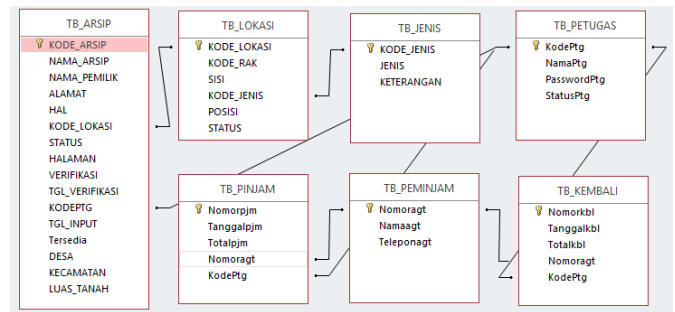 TB_ARSIP
KODE_ARSIP
NAMA_ARSIP
NAMA_PEMILIK
ALAMAT
HAL
KODE_LOKASI
STATUS
HALAMAN
VERIFIKASI
TGL_VERIFIKASI
KODEPTG
TGL_INPUT
Tersedia
DESA
KECAMATAN
LUAS_TANAH
TB_LOKASI
KODE_LOKASI
KODE_RAK
SISI
KODE_JENIS
POSISI
STATUS
TB_JENIS
KODE_JENIS
JENIS
KETERANGAN
TB_PETUGAS
KodePtg
NamaPtg
PasswordPtg
StatusPtg
TB_PINJAM
Nomorpjm
Tanggalpjm
Totalpjm
Nomoragt
KodePtg
TB_PEMINJAM
Nomoragt
Namaagt
Teleponagt
TB_KEMBALI
Nomorkbl
Tanggalkbl
Totalkbl
Nomoragt
KodePtg